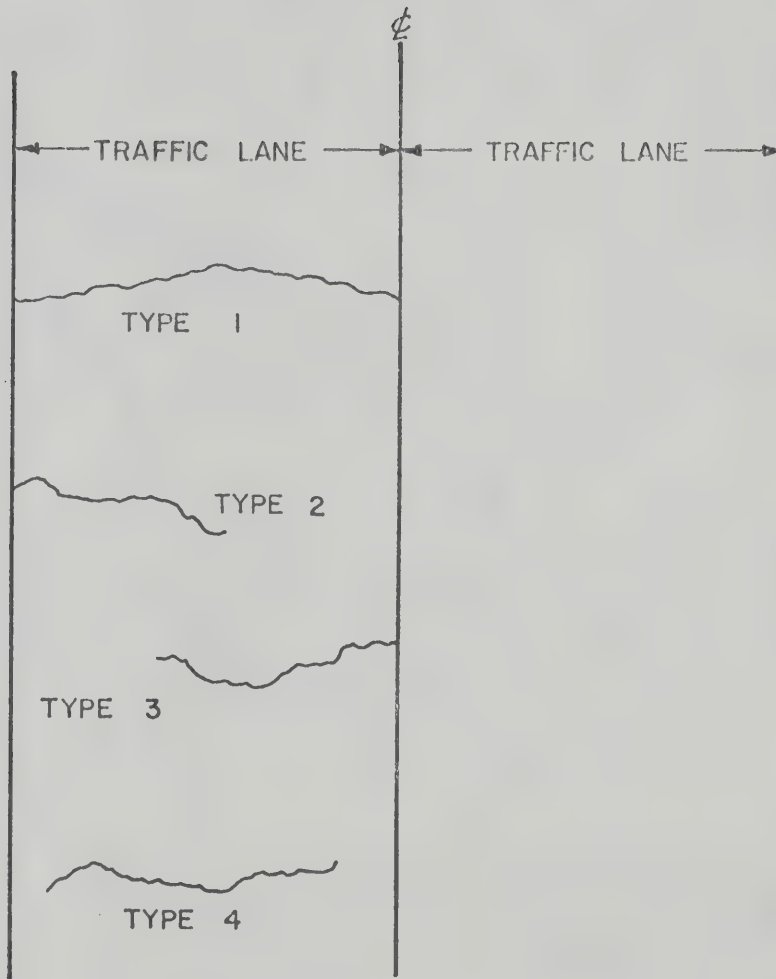 ℄
TRAFFIC LANE TRAFFIC LANE
TYPE 1
TYPE 2
TYPE 3
TYPE 4